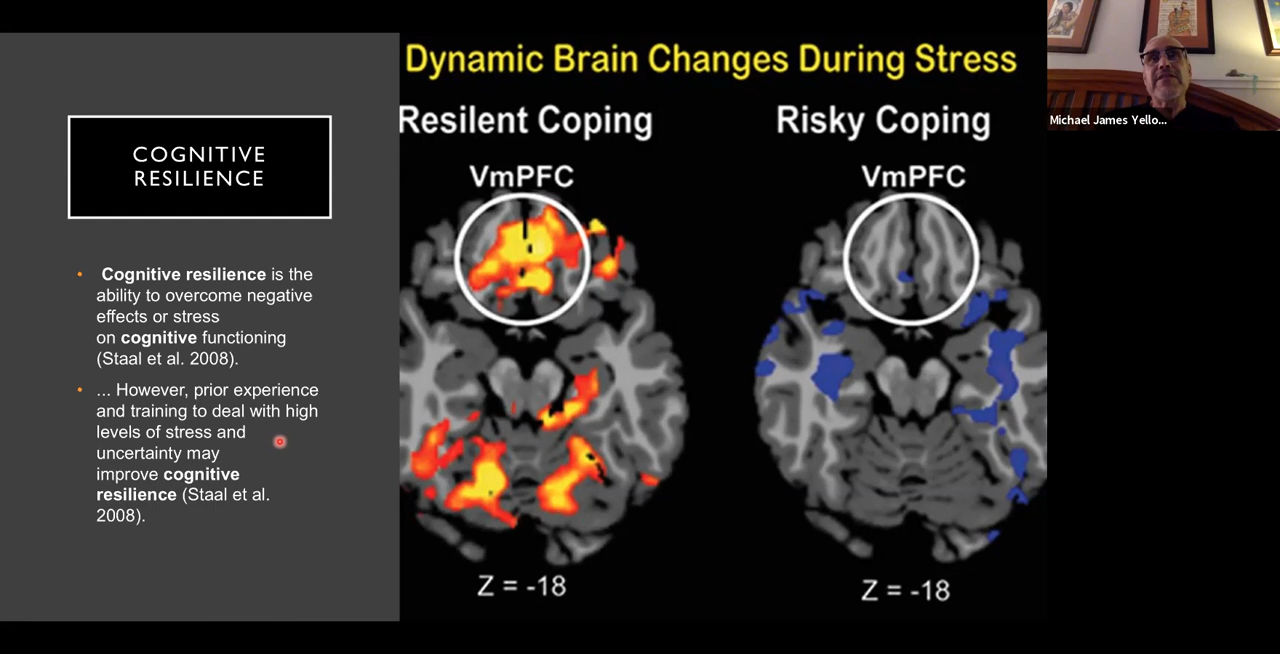 COGNITIVE
RESILIENCE
• Cognitive resilience is the
ability to overcome negative
effects or stress
on cognitive functioning
(Staal et al. 2008).
• ... However, prior experience
and training to deal with high
levels of stress and
uncertainty may
improve cognitive
resilience (Staal et al.
2008).
Dynamic Brain Changes During Stress
Resilent Coping
Risky Coping
VmPFC
VmPFC
Z = -18
Z = -18
Michael James Yello...